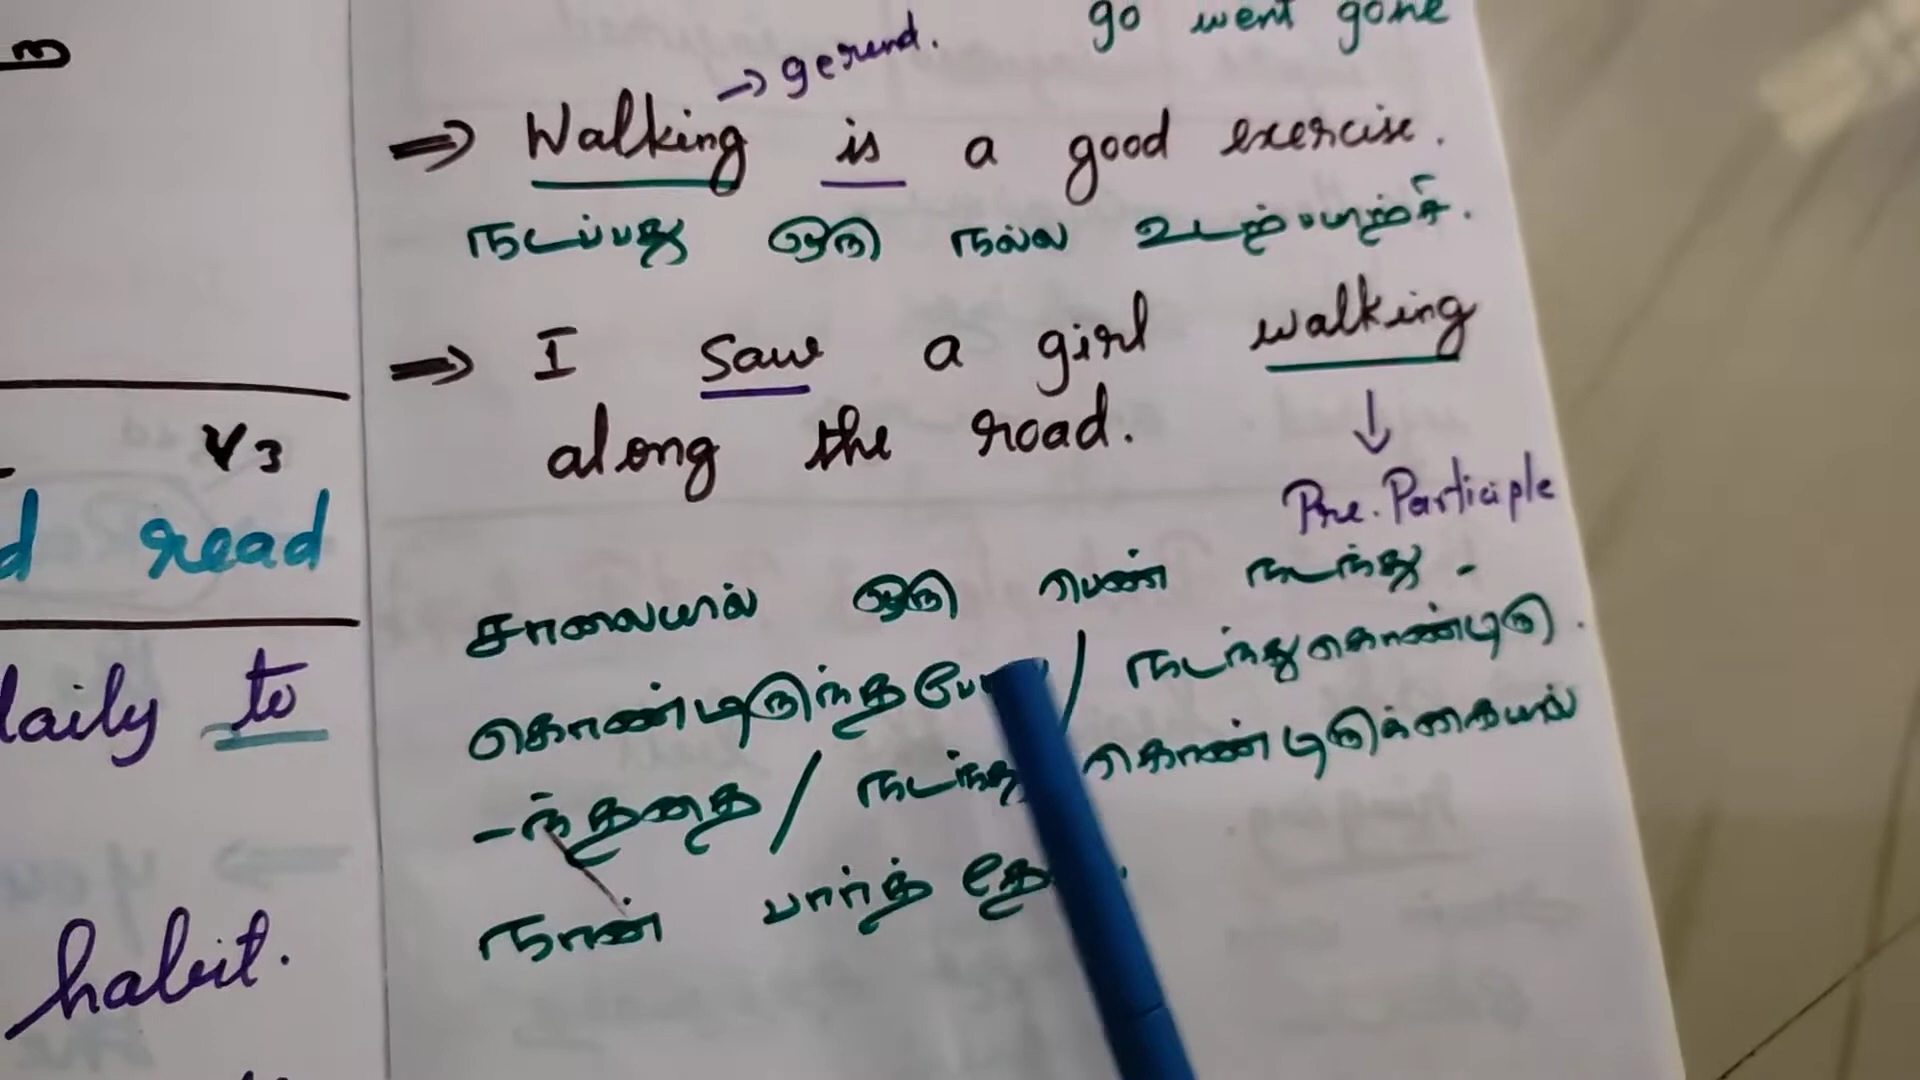 go went gone
→ gerund.
⇒ Walking is a good exercise.
நடப்பது ஒரு நல்ல உடற்பயிற்சி.
⇒ I saw a girl walking
along the road.
↓
Pre. Participle
சாலையில் ஒரு பெண் நடந்து -
கொண்டிருந்த / நடந்துகொண்டிரு.
-ந்ததை / நடந்து கொண்டிருக்கையில்
நான்
V3
read
daily to
habit.